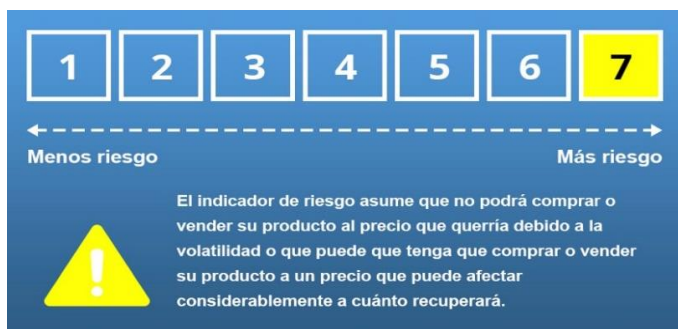 1 2 3 4 5 6 7
Menos riesgo Más riesgo
El indicador de riesgo asume que no podrá comprar o
vender su producto al precio que querría debido a la
volatilidad o que puede que tenga que comprar o vender
su producto a un precio que puede afectar
considerablemente a cuánto recuperará.
!